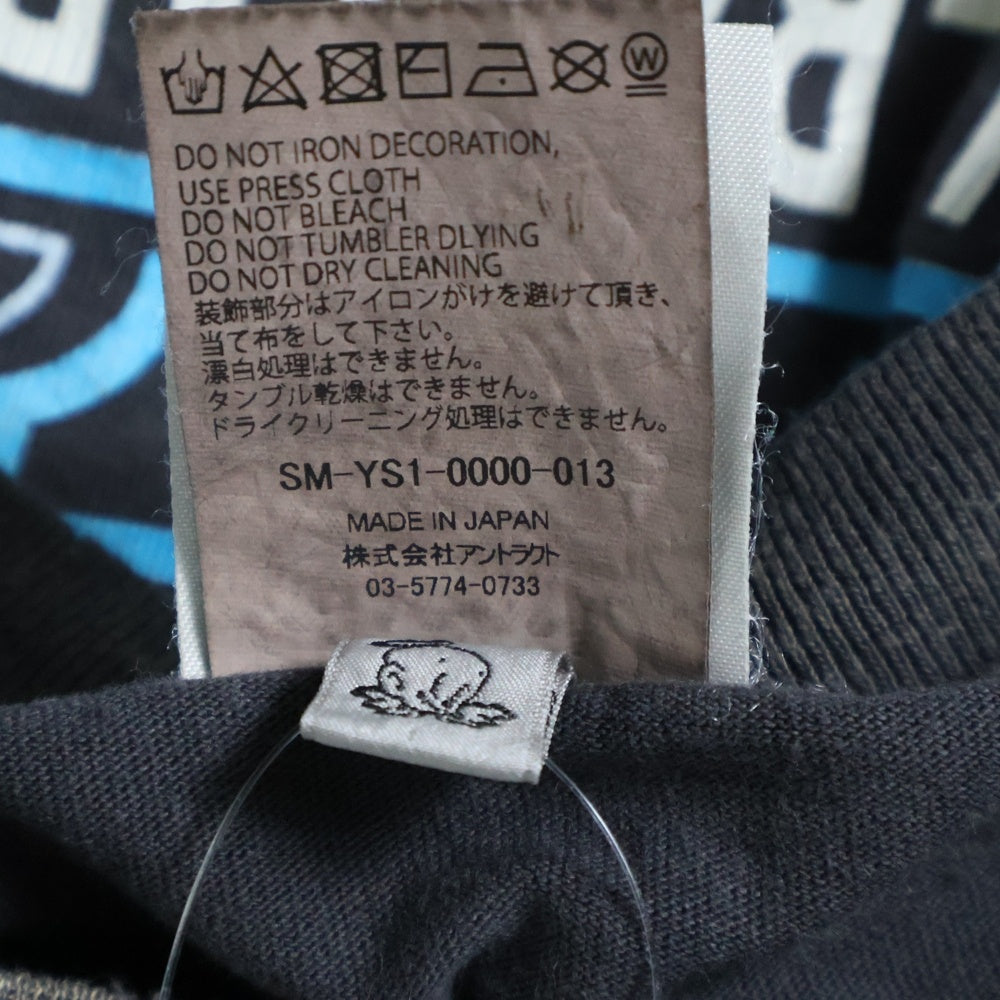 W
DO NOT IRON DECORATION,
USE PRESS CLOTH
DO NOT BLEACH
DO NOT TUMBLER DLYING
DO NOT DRY CLEANING
装飾部分はアイロンがけを避けて頂き、
当て布をして下さい。
漂白処理はできません。
タンブル乾燥はできません。
ドライクリーニング処理はできません。
SM-YS1-0000-013
MADE IN JAPAN
株式会社アントラクト
03-5774-0733